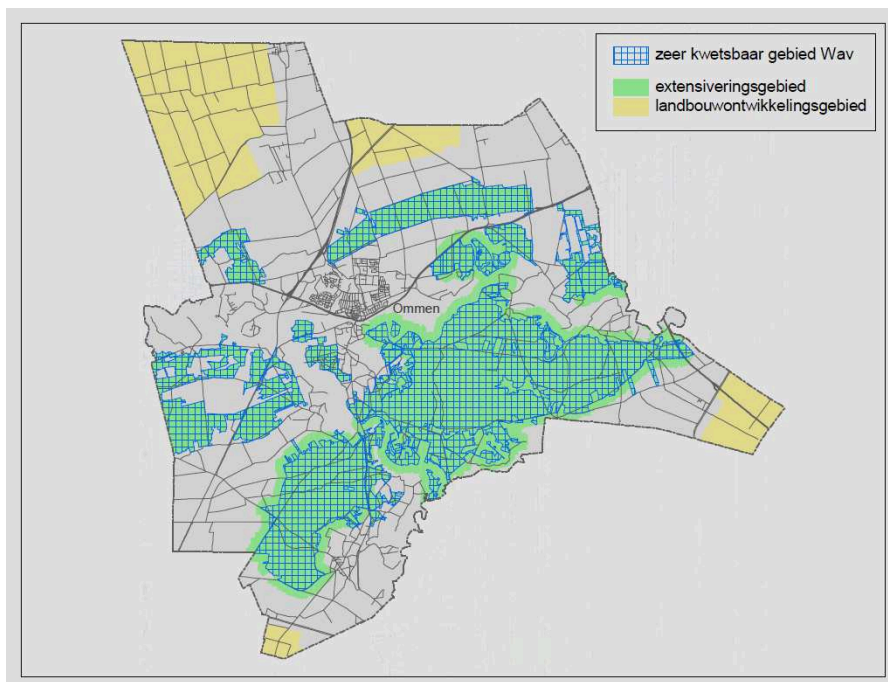 zeer kwetsbaar gebied Wav
extensiveringsgebied
landbouwontwikkelingsgebied
Ommen